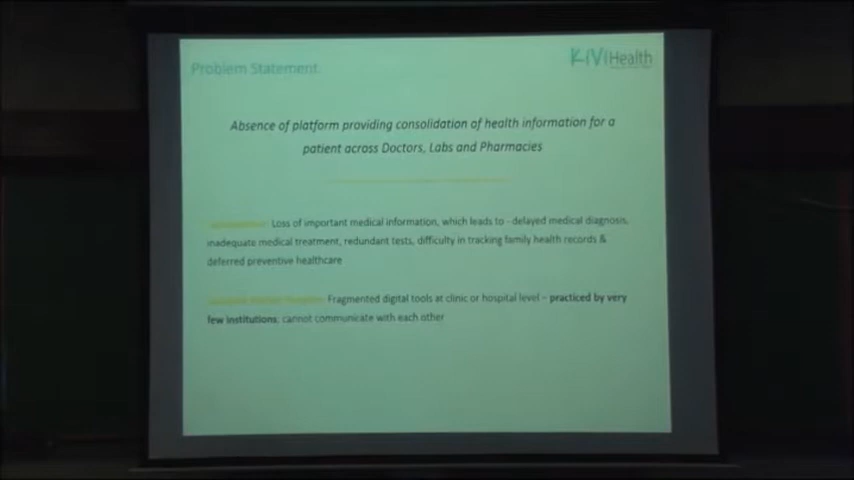 Problem Statement
KiViHealth
Absence of platform providing consolidation of health information for a
patient across Doctors, Labs and Pharmacies
Loss of important medical information, which leads to - delayed medical diagnosis,
inadequate medical treatment, redundant tests, difficulty in tracking family health records &
deferred preventive healthcare
Fragmented digital tools at clinic or hospital level – practiced by very
few institutions, cannot communicate with each other